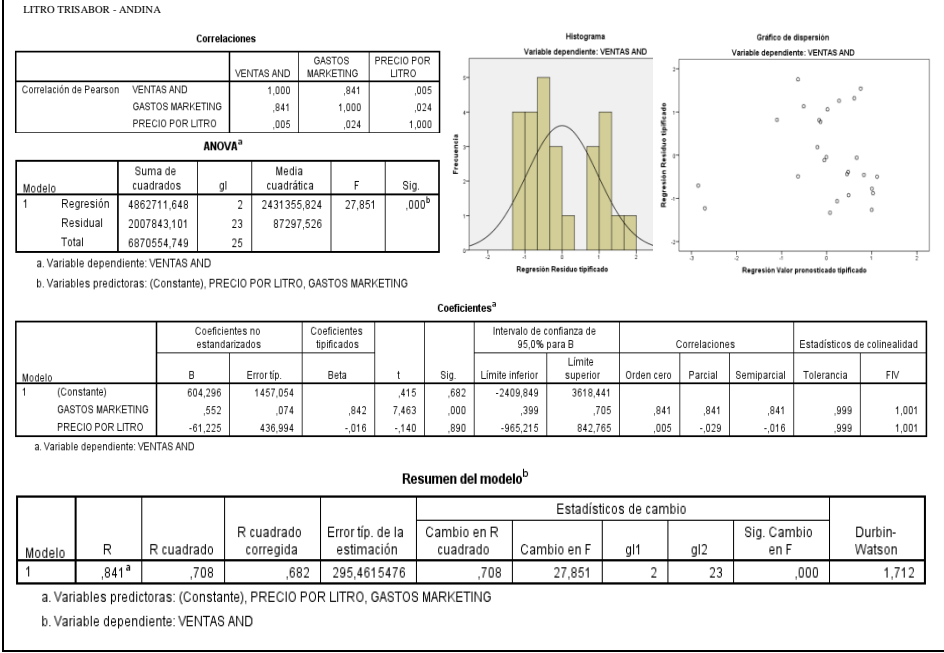 LITRO TRISABOR - ANDINA
Correlaciones
VENTAS AND GASTOS MARKETING PRECIO POR LITRO
Correlación de Pearson VENTAS AND 1,000 ,841 ,005
GASTOS MARKETING ,841 1,000 ,024
PRECIO POR LITRO ,005 ,024 1,000
ANOVAa
Modelo Suma de cuadrados gl Media cuadrática F Sig.
1 Regresión 4862711,648 2 2431355,824 27,851 ,000b
Residual 2007843,101 23 87297,526
Total 6870554,749 25
a. Variable dependiente: VENTAS AND
b. Variables predictoras: (Constante), PRECIO POR LITRO, GASTOS MARKETING
Histograma
Variable dependiente: VENTAS AND
Frecuencia
Regresión Residuo tipificado
Gráfico de dispersión
Variable dependiente: VENTAS AND
Regresión Residuo tipificado
Regresión Valor pronosticado tipificado
Coeficientesa
Modelo Coeficientes no estandarizados Coeficientes tipificados t Sig. Intervalo de confianza de 95,0% para B Correlaciones Estadísticos de colinealidad
B Error típ. Beta Límite inferior Límite superior Orden cero Parcial Semiparcial Tolerancia FIV
1 (Constante) 604,296 1457,054 ,415 ,682 -2409,849 3618,441
GASTOS MARKETING ,552 ,074 ,842 7,463 ,000 ,399 ,705 ,841 ,841 ,841 ,999 1,001
PRECIO POR LITRO -61,225 436,994 -,016 -,140 ,890 -965,215 842,765 ,005 -,029 -,016 ,999 1,001
a. Variable dependiente: VENTAS AND
Resumen del modelob
Modelo R R cuadrado R cuadrado corregida Error típ. de la estimación Estadísticos de cambio Durbin-Watson
Cambio en R cuadrado Cambio en F gl1 gl2 Sig. Cambio en F
1 ,841a ,708 ,682 295,4615476 ,708 27,851 2 23 ,000 1,712
a. Variables predictoras: (Constante), PRECIO POR LITRO, GASTOS MARKETING
b. Variable dependiente: VENTAS AND